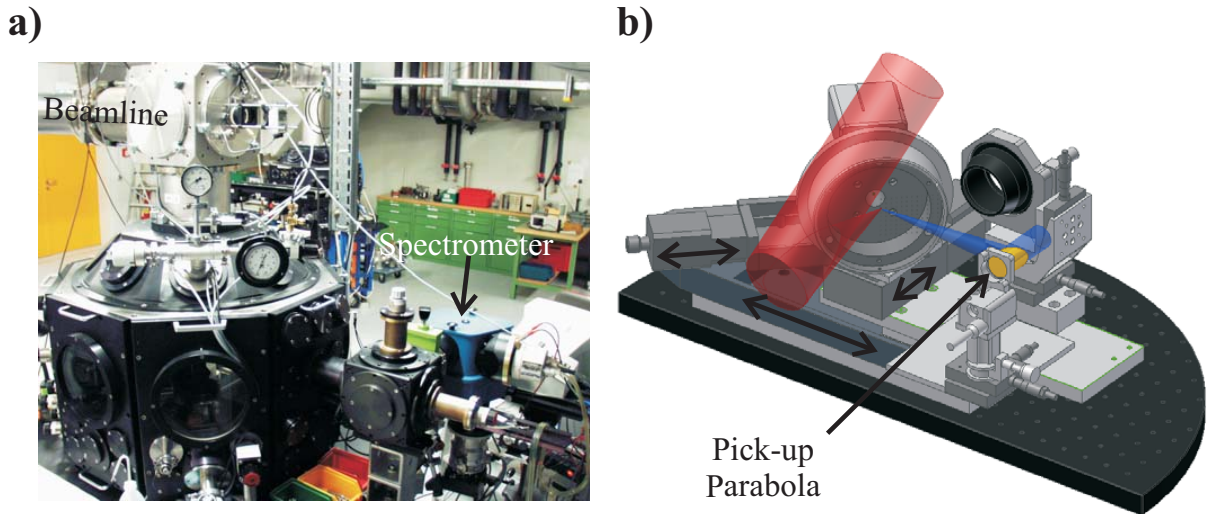 a)
b)
Beamline
Spectrometer
Pick-up
Parabola